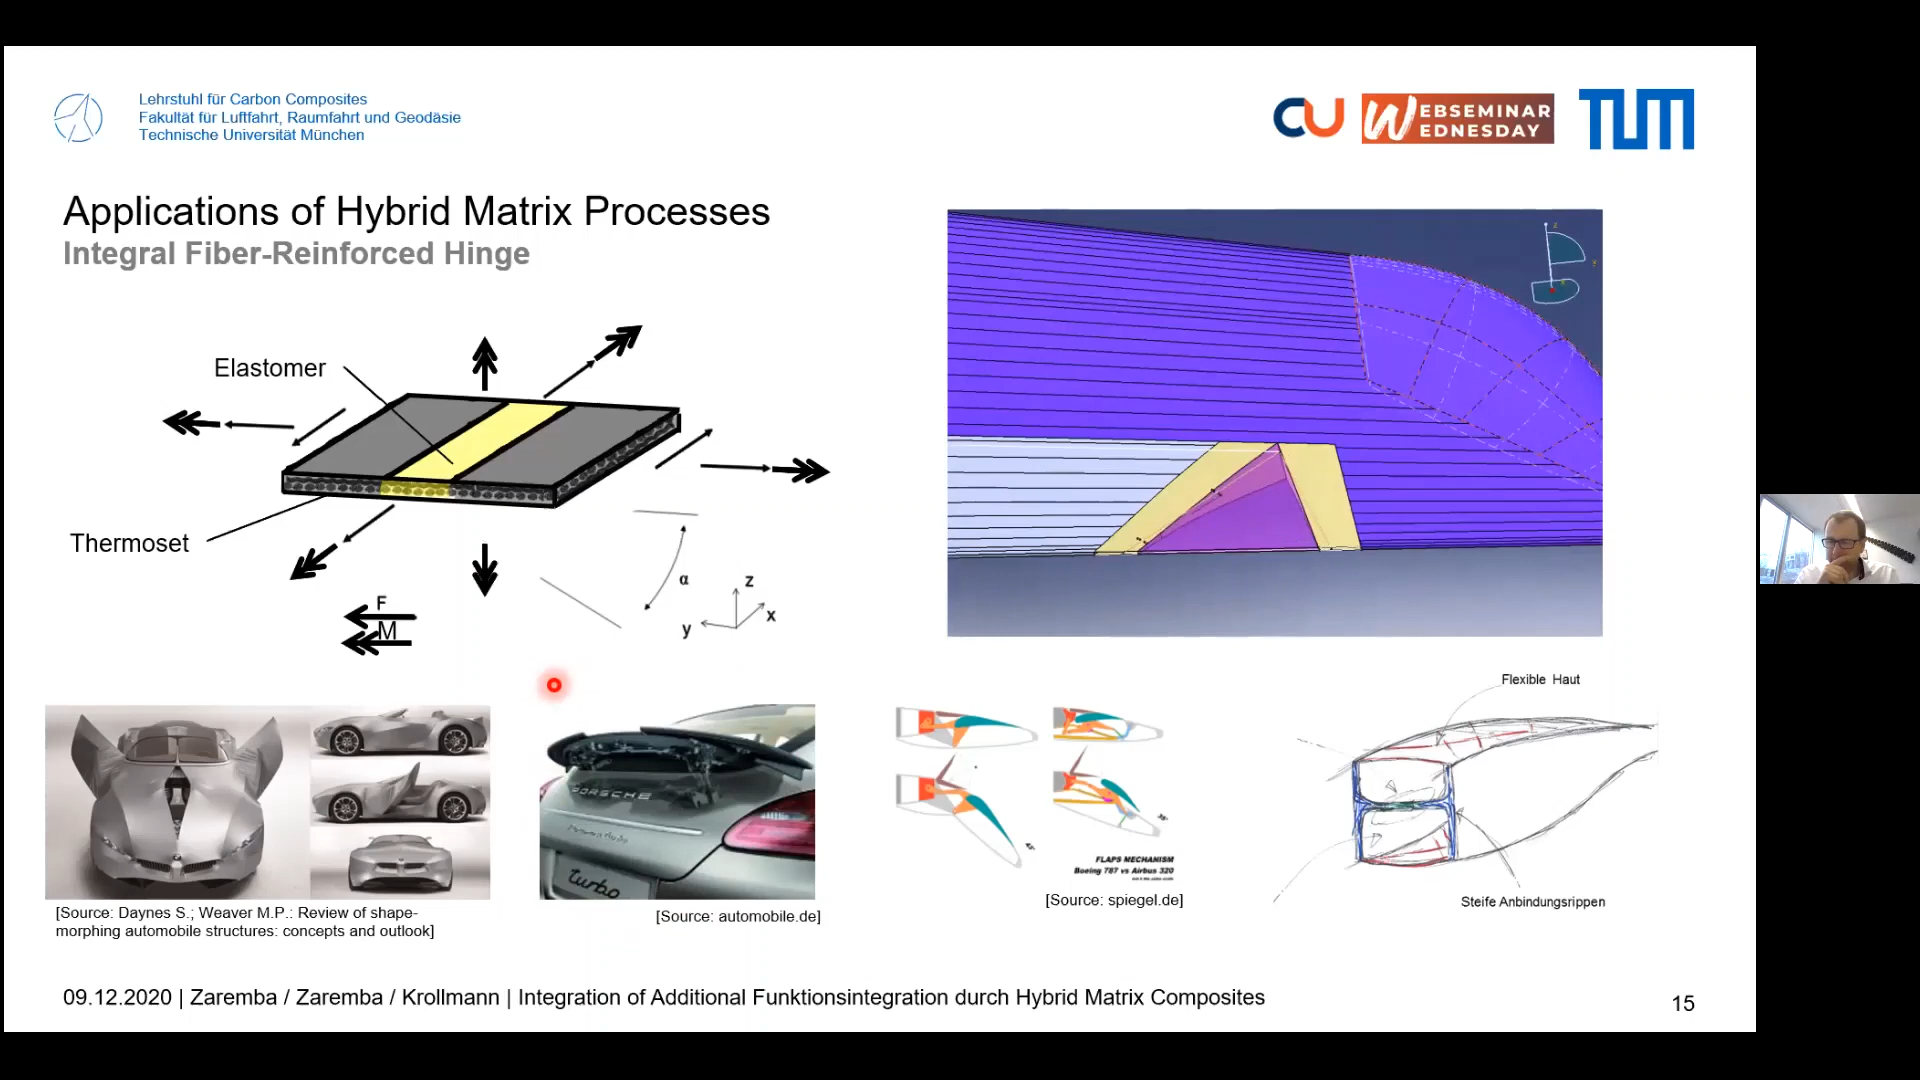 Lehrstuhl für Carbon Composites
Fakultät für Luftfahrt, Raumfahrt und Geodäsie
Technische Universität München
CU
WEBSEMINAR
WEDNESDAY
TUM
Applications of Hybrid Matrix Processes
Integral Fiber-Reinforced Hinge
Elastomer
Thermoset
F
M
α
z
x
y
PORSCHE
turbo
FLAPS MECHANISM
Boeing 787 vs Airbus 320
Flexible Haut
Steife Anbindungsrippen
[Source: Daynes S.; Weaver M.P.: Review of shape-
morphing automobile structures: concepts and outlook]
[Source: automobile.de]
[Source: spiegel.de]
09.12.2020 | Zaremba / Zaremba / Krollmann | Integration of Additional Funktionsintegration durch Hybrid Matrix Composites
15